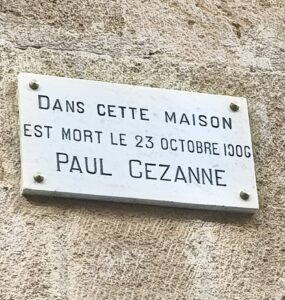 DANS CETTE MAISON
EST MORT LE 23 OCTOBRE 1906
PAUL CEZANNE